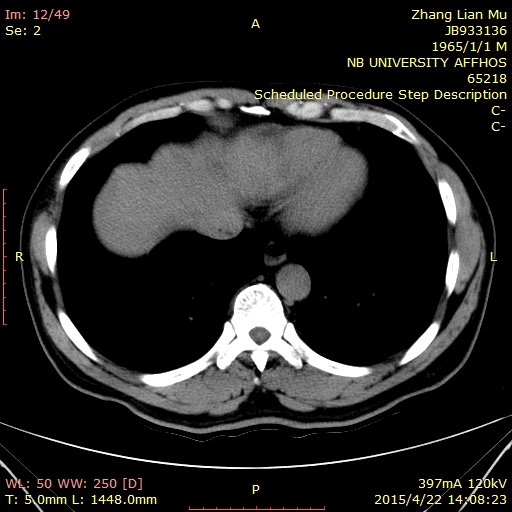 Im: 12/49
Se: 2
A
Zhang Lian Mu
JB933136
1965/1/1 M
NB UNIVERSITY AFFHOS
65218
Scheduled Procedure Step Description
C-
C-
R
L
WL: 50 WW: 250 [D]
T: 5.0mm L: 1448.0mm
P
397mA 120kV
2015/4/22 14:08:23